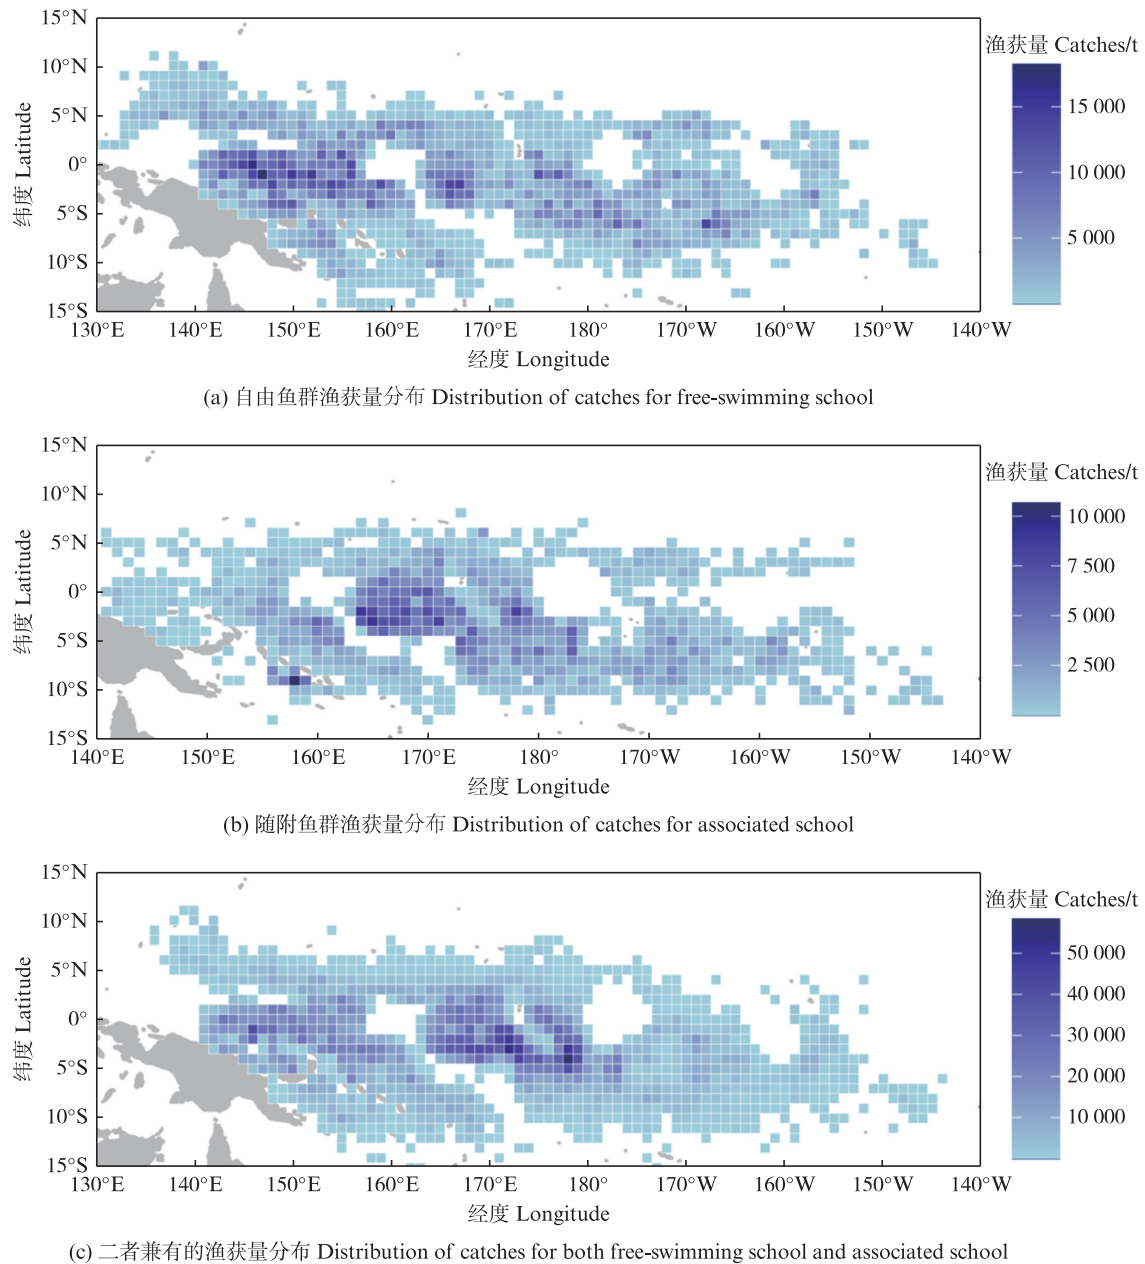 15°N
10°N
5°N
0°
5°S
10°S
15°S
纬度 Latitude
130°E 140°E 150°E 160°E 170°E 180° 170°W 160°W 150°W 140°W
经度 Longitude
渔获量 Catches/t
15 000
10 000
5 000
(a) 自由鱼群渔获量分布 Distribution of catches for free-swimming school
15°N
10°N
5°N
0°
5°S
10°S
15°S
纬度 Latitude
140°E 150°E 160°E 170°E 180° 170°W 160°W 150°W 140°W
经度 Longitude
渔获量 Catches/t
10 000
7 500
5 000
2 500
(b) 随附鱼群渔获量分布 Distribution of catches for associated school
15°N
10°N
5°N
0°
5°S
10°S
15°S
纬度 Latitude
130°E 140°E 150°E 160°E 170°E 180° 170°W 160°W 150°W 140°W
经度 Longitude
渔获量 Catches/t
50 000
40 000
30 000
20 000
10 000
(c) 二者兼有的渔获量分布 Distribution of catches for both free-swimming school and associated school